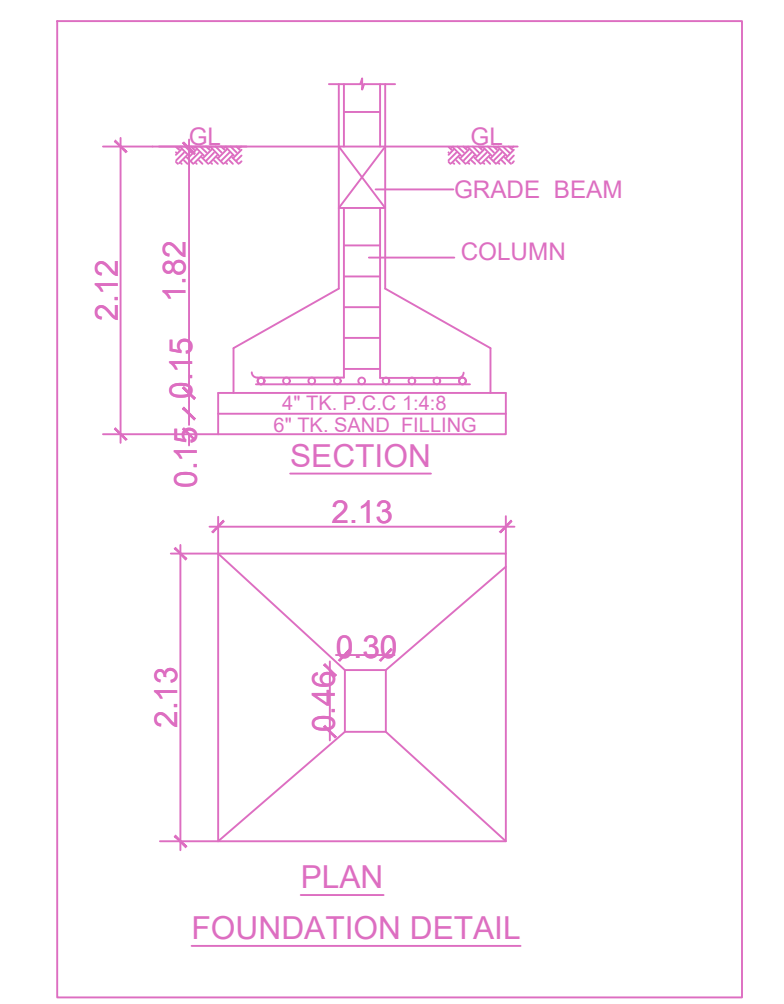 GL
GL
GRADE BEAM
COLUMN
2.12
1.82
0.15
0.15
4" TK. P.C.C 1:4:8
6" TK. SAND FILLING
SECTION
2.13
2.13
0.30
0.46
PLAN
FOUNDATION DETAIL